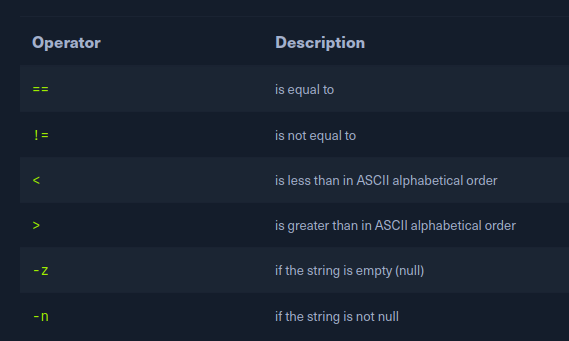 Operator Description
== is equal to
!= is not equal to
< is less than in ASCII alphabetical order
> is greater than in ASCII alphabetical order
-z if the string is empty (null)
-n if the string is not null